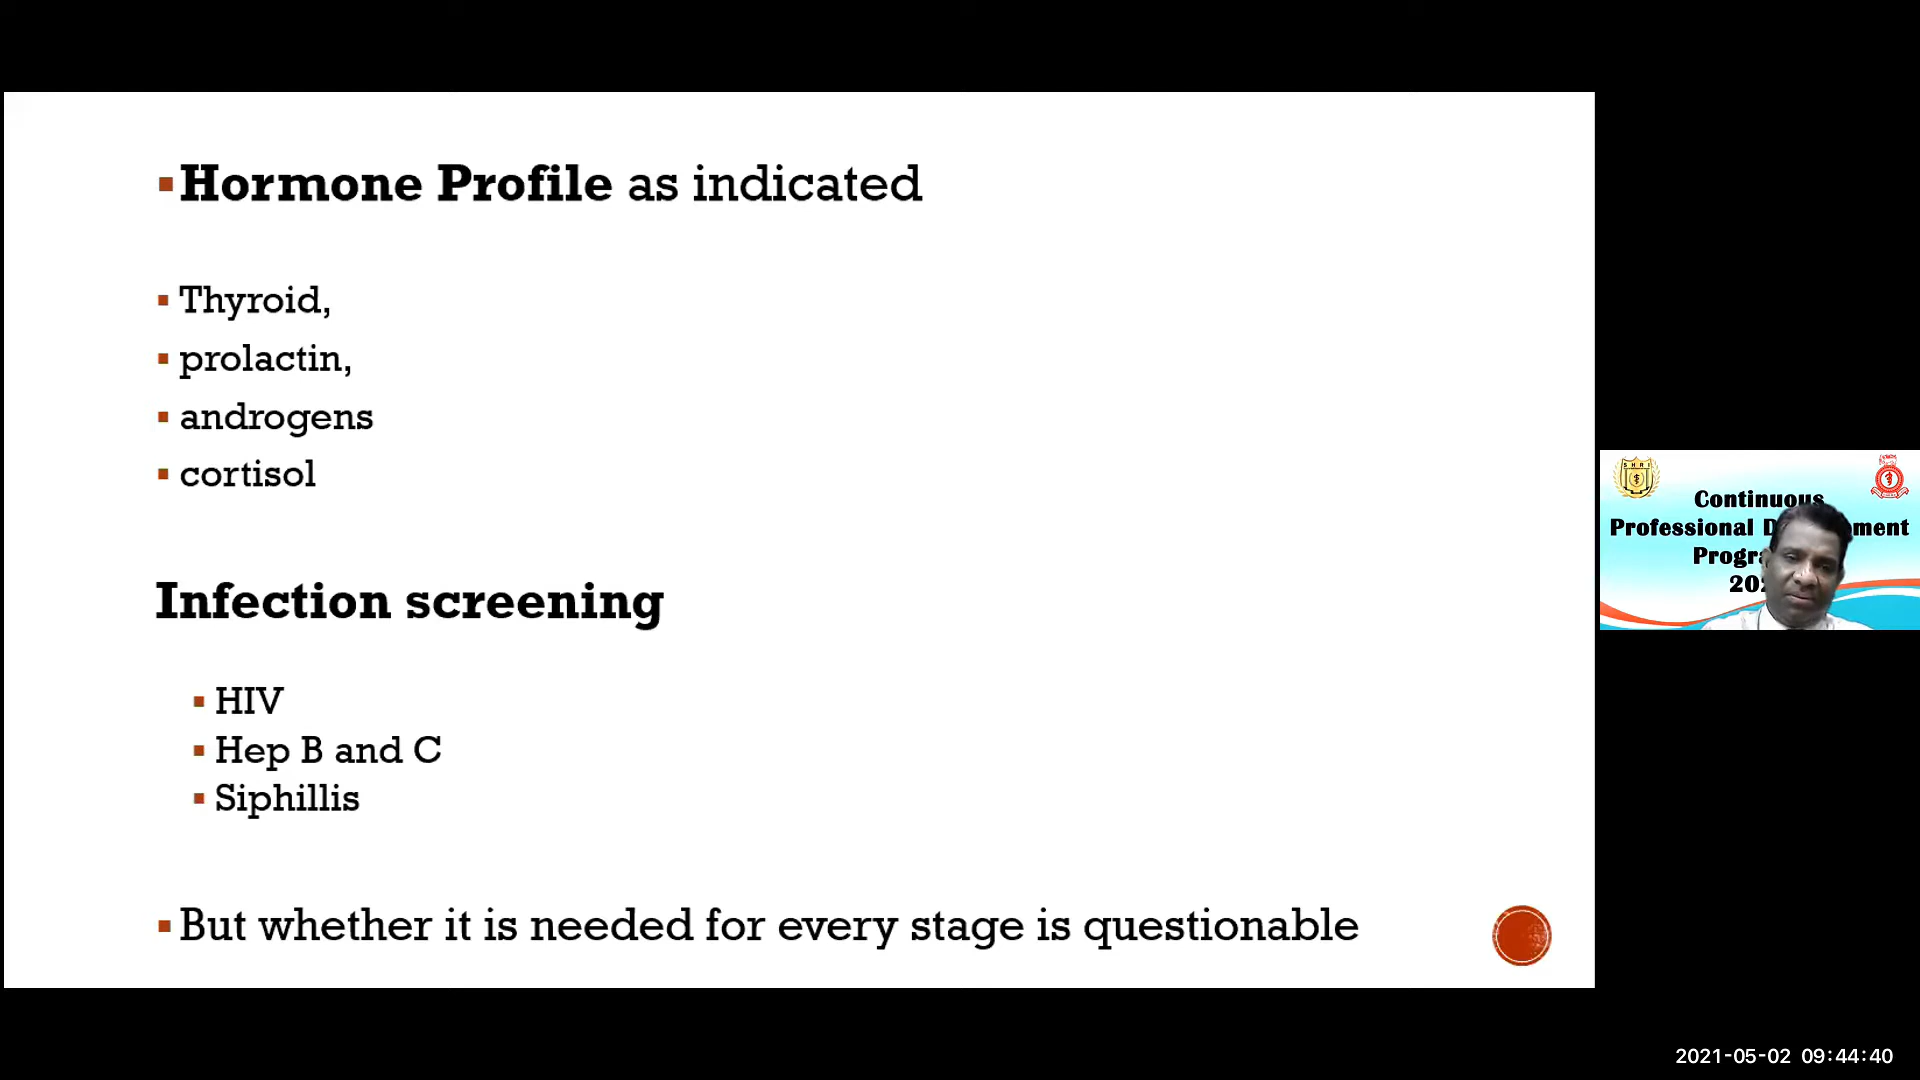 Hormone Profile as indicated
Thyroid,
prolactin,
androgens
cortisol
Infection screening
HIV
Hep B and C
Siphillis
But whether it is needed for every stage is questionable
SHRI
Continuous
Professional
2021-05-02 09:44:40